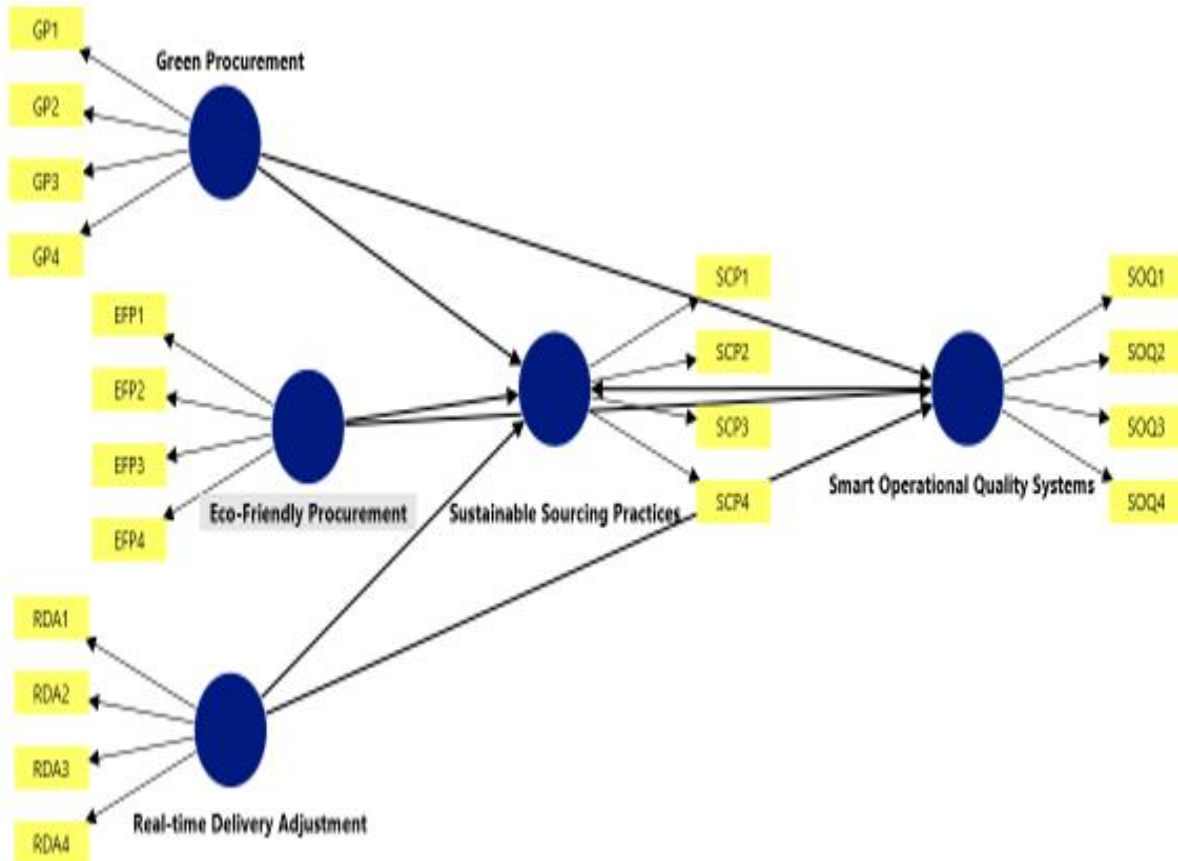 GP1
Green Procurement
GP2
GP3
GP4
SCP1
SOQ1
EFP1
SCP2
SOQ2
EFP2
SCP3
SOQ3
EFP3
Smart Operational Quality Systems
SCP4
SOQ4
Eco-Friendly Procurement
Sustainable Sourcing Practices
EFP4
RDA1
RDA2
RDA3
Real-time Delivery Adjustment
RDA4